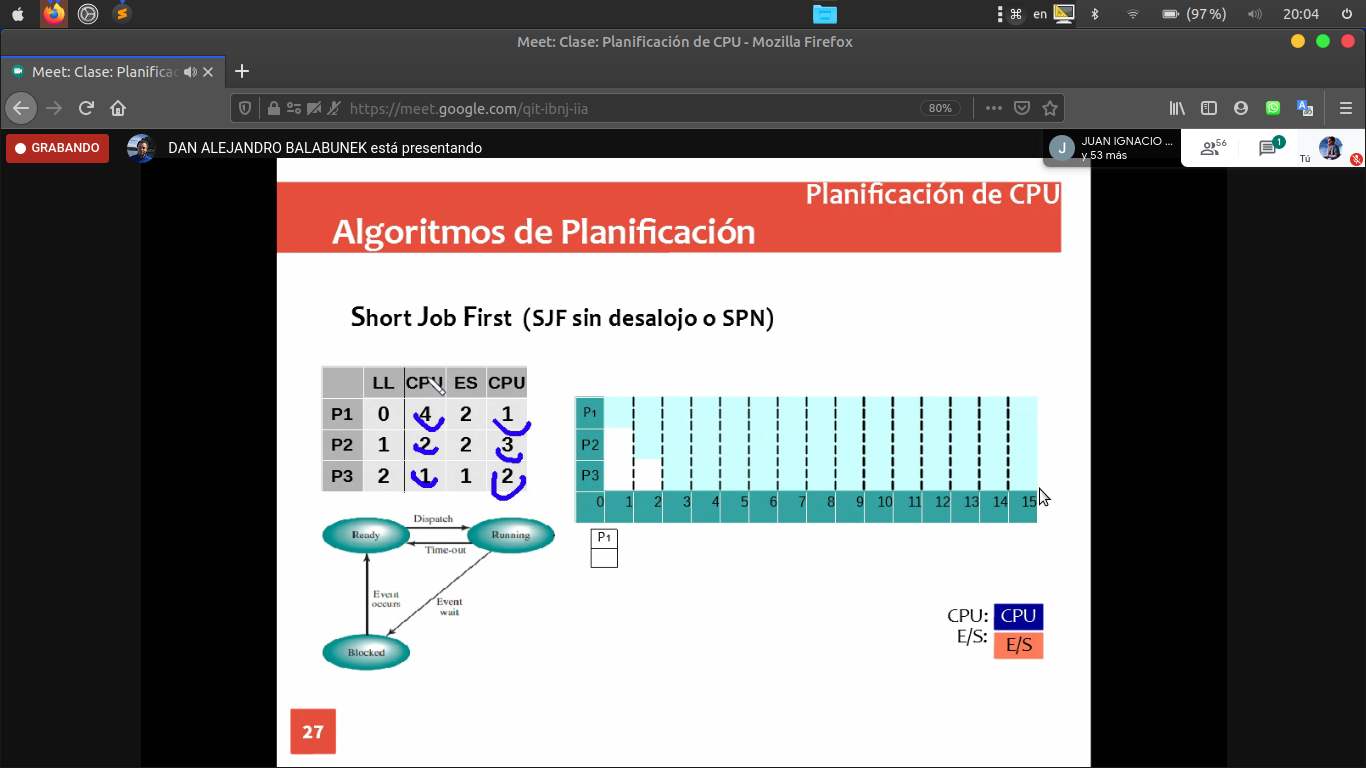 en
(97%)
20:04
Meet: Clase: Planificación de CPU - Mozilla Firefox
Meet: Clase: Planificac
https://meet.google.com/qit-ibnj-iia
80%
GRABANDO
DAN ALEJANDRO BALABUNEK está presentando
J
JUAN IGNACIO ...
y 53 más
56
1
Tú
Planificación de CPU
Algoritmos de Planificación
Short Job First (SJF sin desalojo o SPN)
LL CPU ES CPU
P1 0 4 2 1
P2 1 2 2 3
P3 2 1 1 2
P1
P2
P3
0 1 2 3 4 5 6 7 8 9 10 11 12 13 14 15
P1
Dispatch
Ready
Running
Time-out
Event
occurs
Event
wait
Blocked
CPU: CPU
E/S: E/S
27